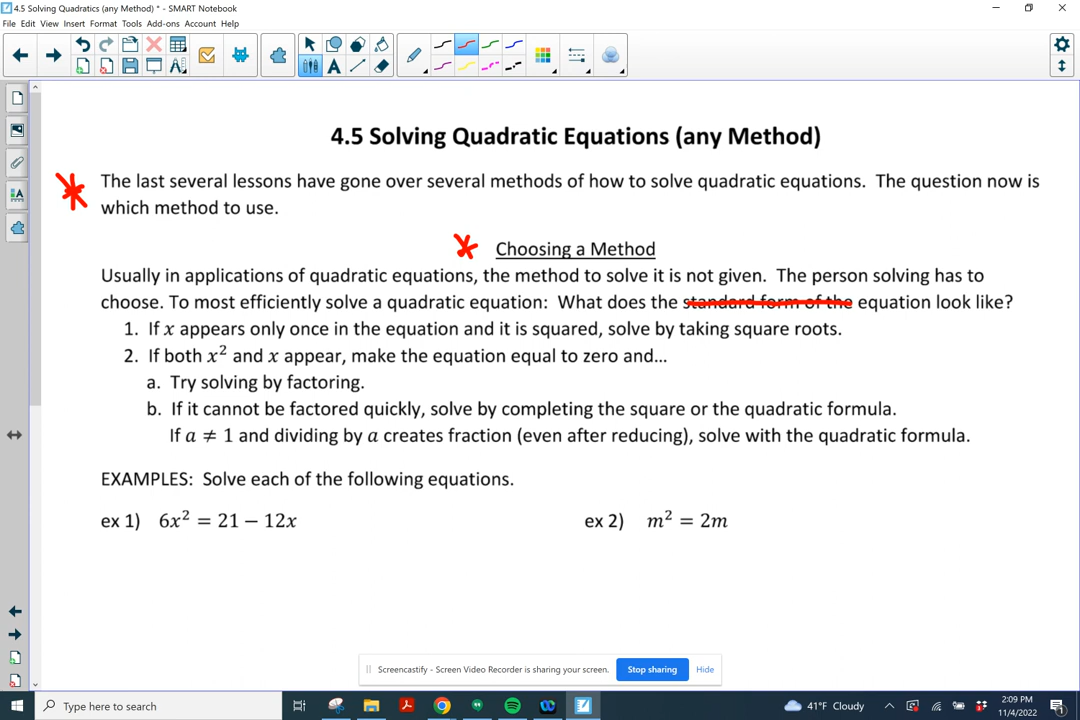 4.5 Solving Quadratics (any Method) * - SMART Notebook
File Edit View Insert Format Tools Add-ons Account Help
4.5 Solving Quadratic Equations (any Method)
The last several lessons have gone over several methods of how to solve quadratic equations. The question now is
which method to use.
Choosing a Method
Usually in applications of quadratic equations, the method to solve it is not given. The person solving has to
choose. To most efficiently solve a quadratic equation: What does the standard form of the equation look like?
1. If x appears only once in the equation and it is squared, solve by taking square roots.
2. If both x² and x appear, make the equation equal to zero and…
a. Try solving by factoring.
b. If it cannot be factored quickly, solve by completing the square or the quadratic formula.
If a ≠ 1 and dividing by a creates fraction (even after reducing), solve with the quadratic formula.
EXAMPLES: Solve each of the following equations.
ex 1) 6x² = 21 − 12x
ex 2) m² = 2m
Screencastify - Screen Video Recorder is sharing your screen.
Stop sharing
Hide
Type here to search
41°F Cloudy
2:09 PM
11/4/2022